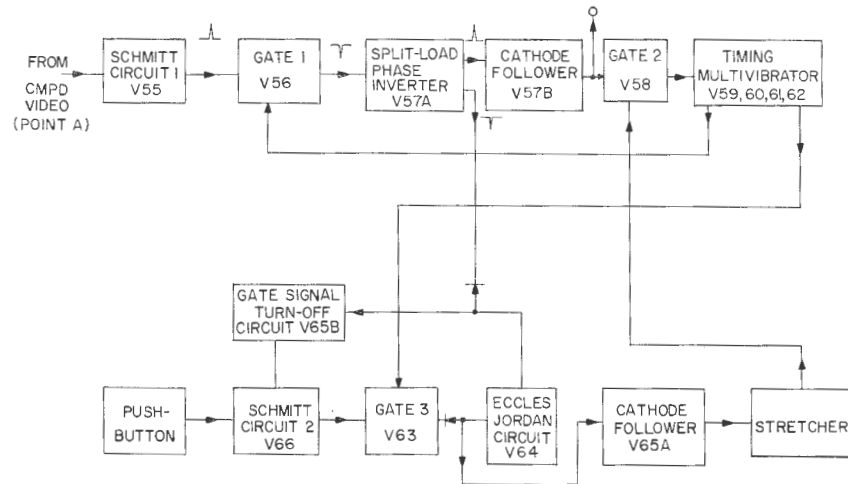 FROM
CMPD
VIDEO
(POINT A)
SCHMITT
CIRCUIT 1
V55
GATE 1
V56
SPLIT-LOAD
PHASE
INVERTER
V57A
CATHODE
FOLLOWER
V57B
GATE 2
V58
TIMING
MULTIVIBRATOR
V59, 60, 61, 62
GATE SIGNAL
TURN-OFF
CIRCUIT V65B
PUSH-
BUTTON
SCHMITT
CIRCUIT 2
V66
GATE 3
V63
ECCLES
JORDAN
CIRCUIT
V64
CATHODE
FOLLOWER
V65A
STRETCHER